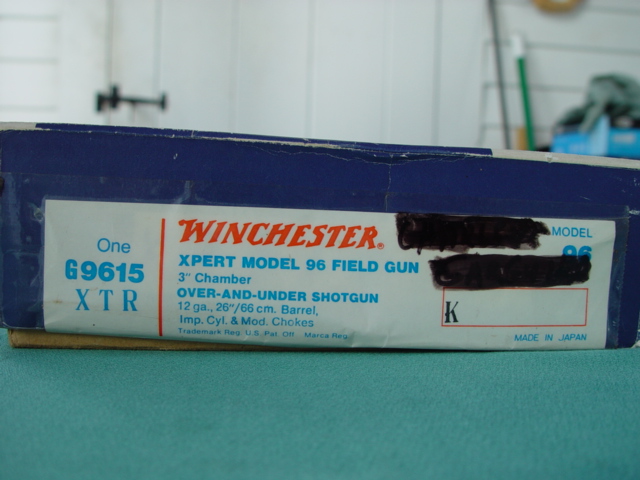 One
G9615
XTR
WINCHESTER®
XPERT MODEL 96 FIELD GUN
3" Chamber
OVER-AND-UNDER SHOTGUN
12 ga., 26"/66 cm. Barrel,
Imp. Cyl. & Mod. Chokes
Trademark Reg. U.S. Pat. Off. Marca Reg.
MODEL
96
K
MADE IN JAPAN